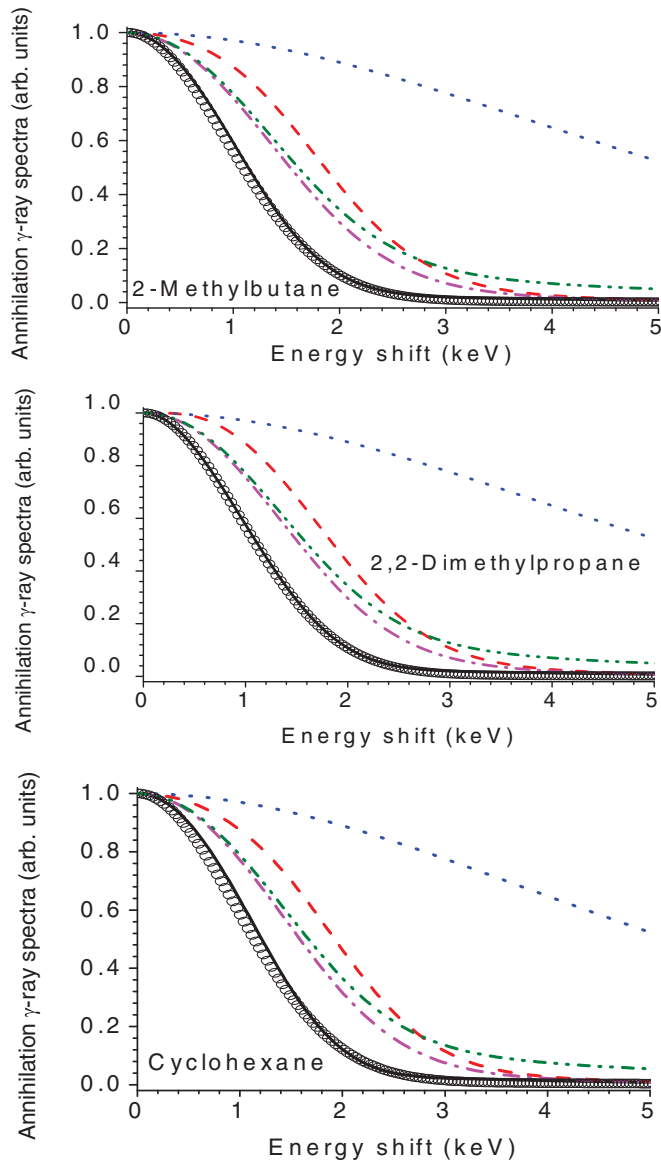 Annihilation γ-ray spectra (arb. units)
1.0
0.8
0.6
0.4
0.2
0.0
2-Methylbutane
0 1 2 3 4 5
Energy shift (keV)
Annihilation γ-ray spectra (arb. units)
1.0
0.8
0.6
0.4
0.2
0.0
2,2-Dimethylpropane
0 1 2 3 4 5
Energy shift (keV)
Annihilation γ-ray spectra (arb. units)
1.0
0.8
0.6
0.4
0.2
0.0
Cyclohexane
0 1 2 3 4 5
Energy shift (keV)